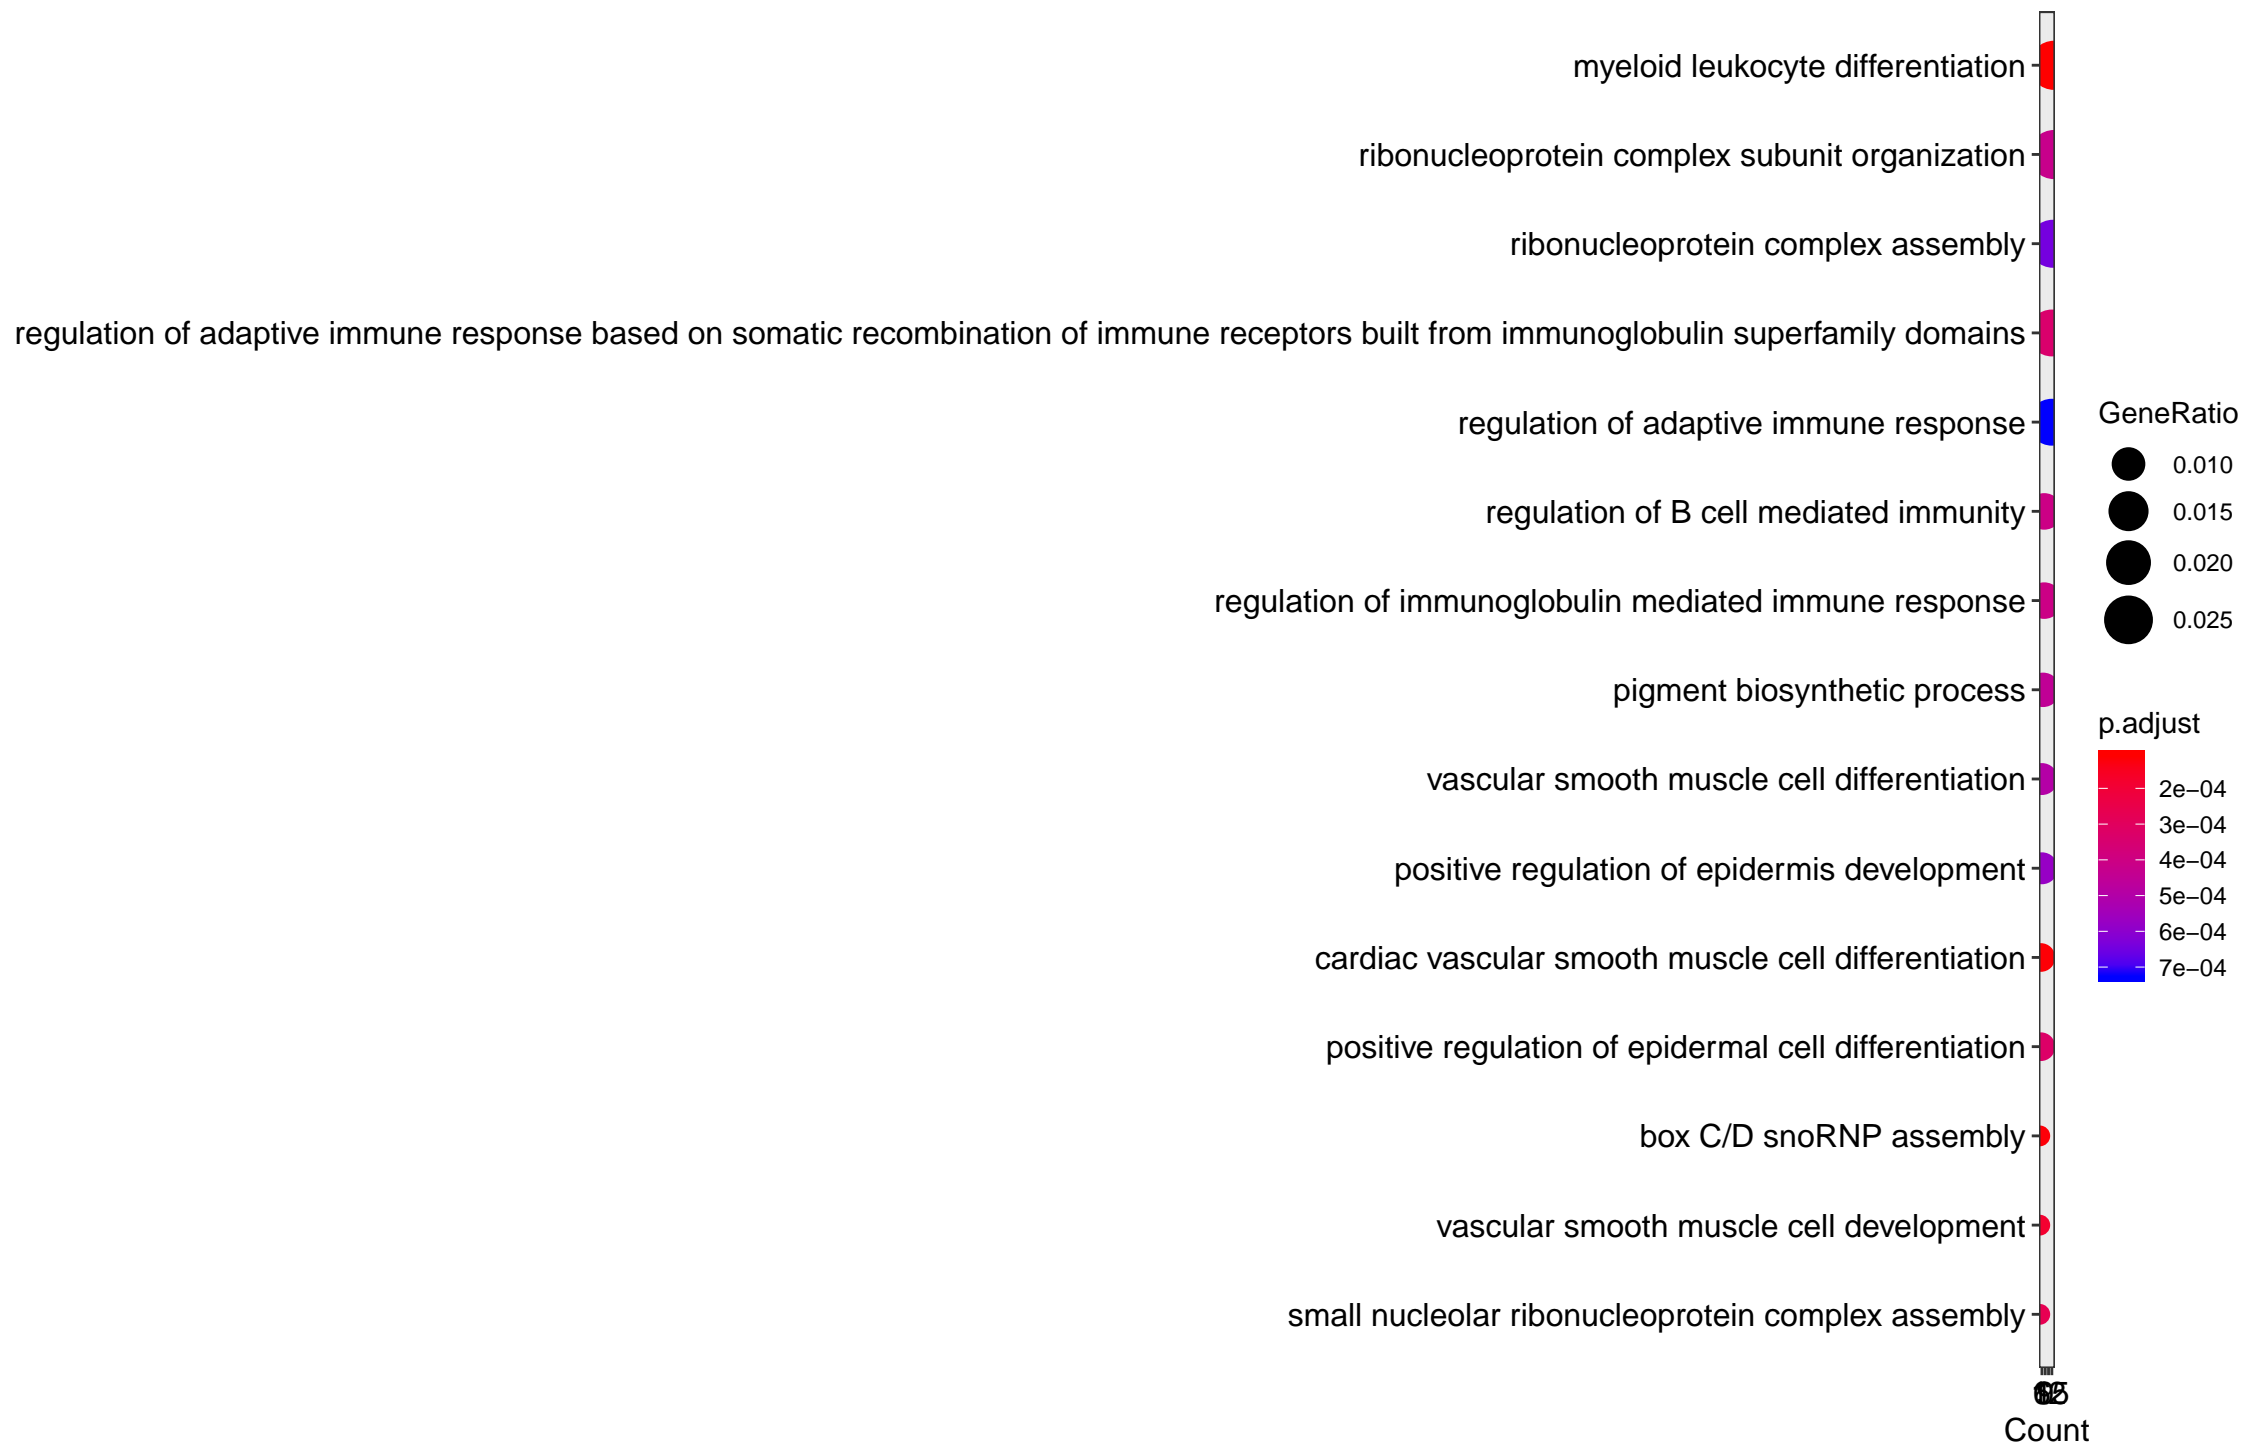 myeloid leukocyte differentiation
ribonucleoprotein complex subunit organization
ribonucleoprotein complex assembly
regulation of adaptive immune response based on somatic recombination of immune receptors built from immunoglobulin superfamily domains
regulation of adaptive immune response
regulation of B cell mediated immunity
regulation of immunoglobulin mediated immune response
pigment biosynthetic process
vascular smooth muscle cell differentiation
positive regulation of epidermis development
cardiac vascular smooth muscle cell differentiation
positive regulation of epidermal cell differentiation
box C/D snoRNP assembly
vascular smooth muscle cell development
small nucleolar ribonucleoprotein complex assembly
Count
GeneRatio
0.010
0.015
0.020
0.025
p.adjust
2e−04
3e−04
4e−04
5e−04
6e−04
7e−04